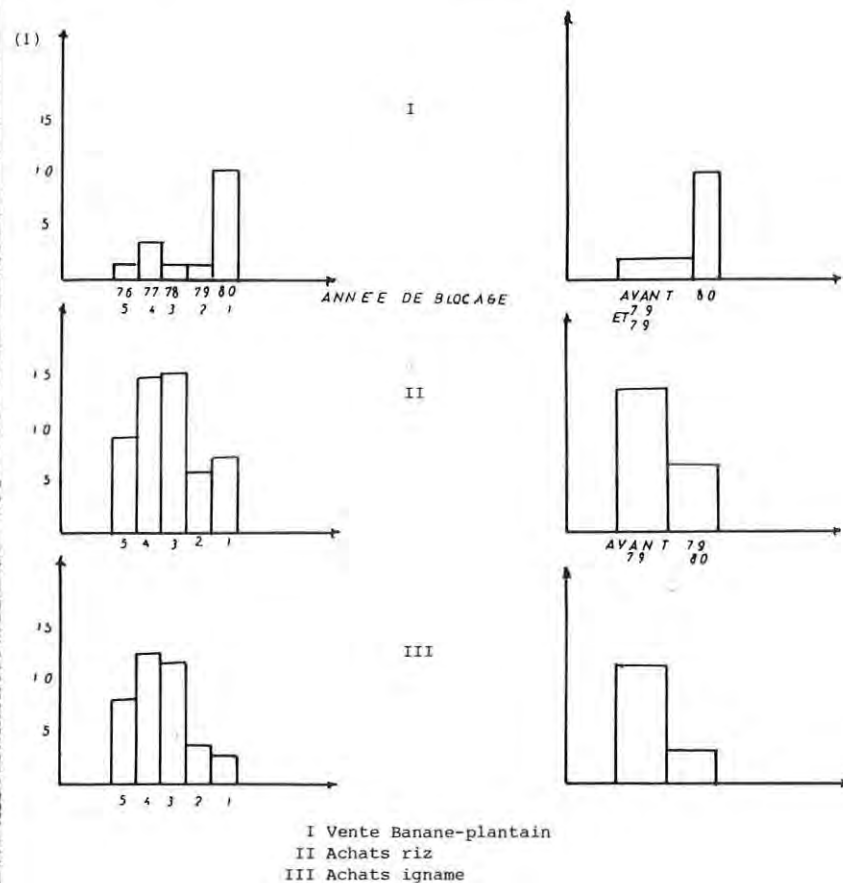 (I)
I
15
10
5
76 77 78 79 80
5 4 3 2 1
ANNEE DE BLOCAGE
AVANT 80
79
ET 79
II
15
10
5
5 4 3 2 1
AVANT 79
79 80
III
15
10
5
5 4 3 2 1
I Vente Banane-plantain
II Achats riz
III Achats igname